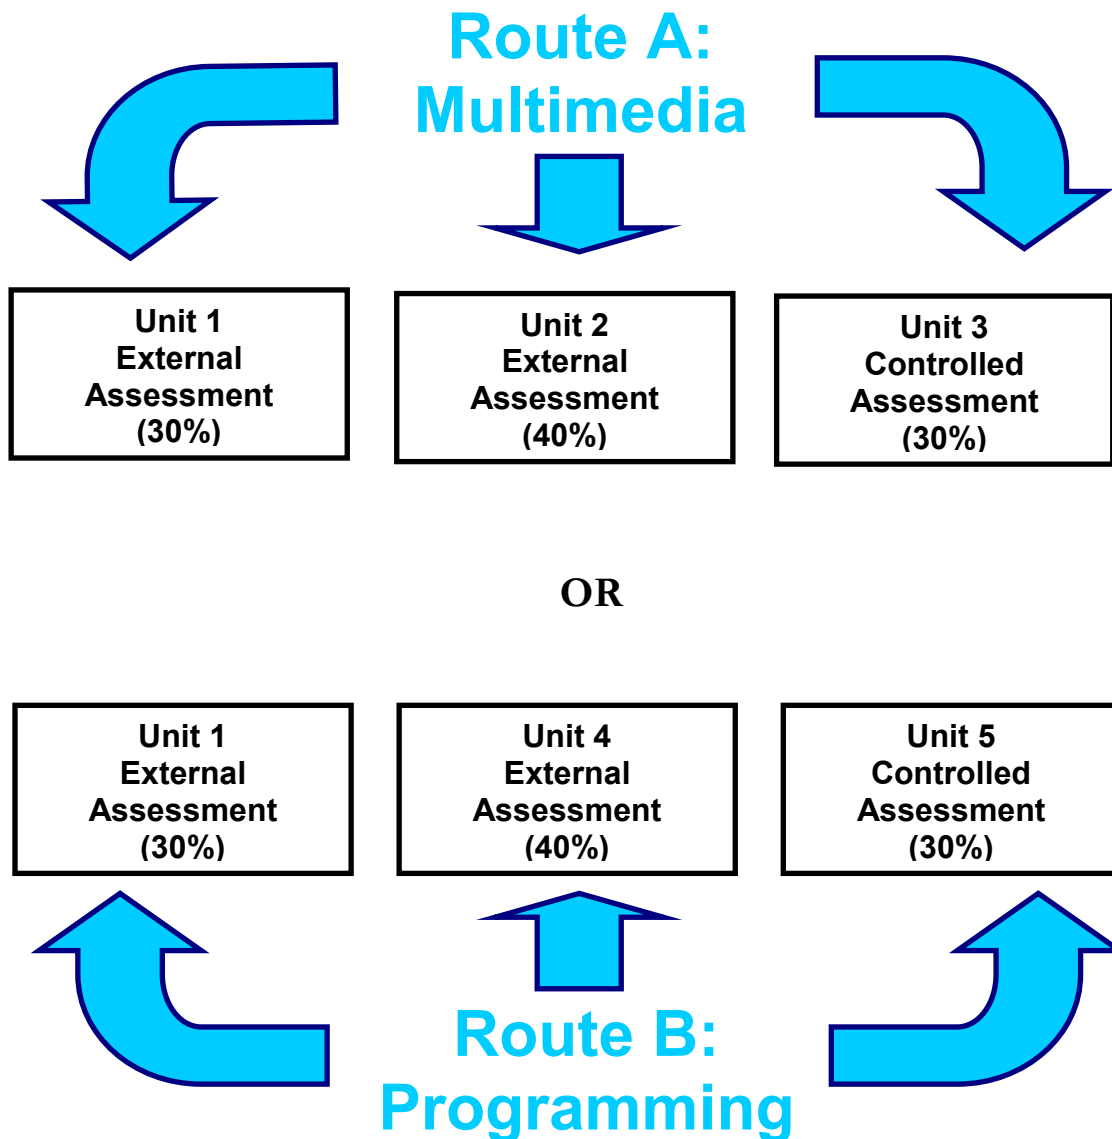 Route A:
Multimedia
Unit 1
External
Assessment
(30%)
Unit 2
External
Assessment
(40%)
Unit 3
Controlled
Assessment
(30%)
OR
Unit 1
External
Assessment
(30%)
Unit 4
External
Assessment
(40%)
Unit 5
Controlled
Assessment
(30%)
Route B:
Programming